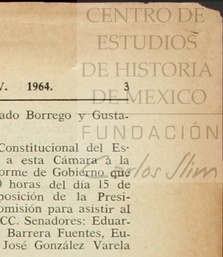 CENTRO DE
ESTUDIOS
DE HISTORIA
DE MEXICO
FUNDACIÓN
Carlos Slim
V. 1964. 3
ado Borrego y Gusta-
Constitucional del Es-
a esta Cámara á la
orme de Gobierno que
0 horas del día 15 de
posición de la Presi-
omisión para asistir al
CC. Senadores: Eduar-
Barrera Fuentes, Eu-
José González Varela